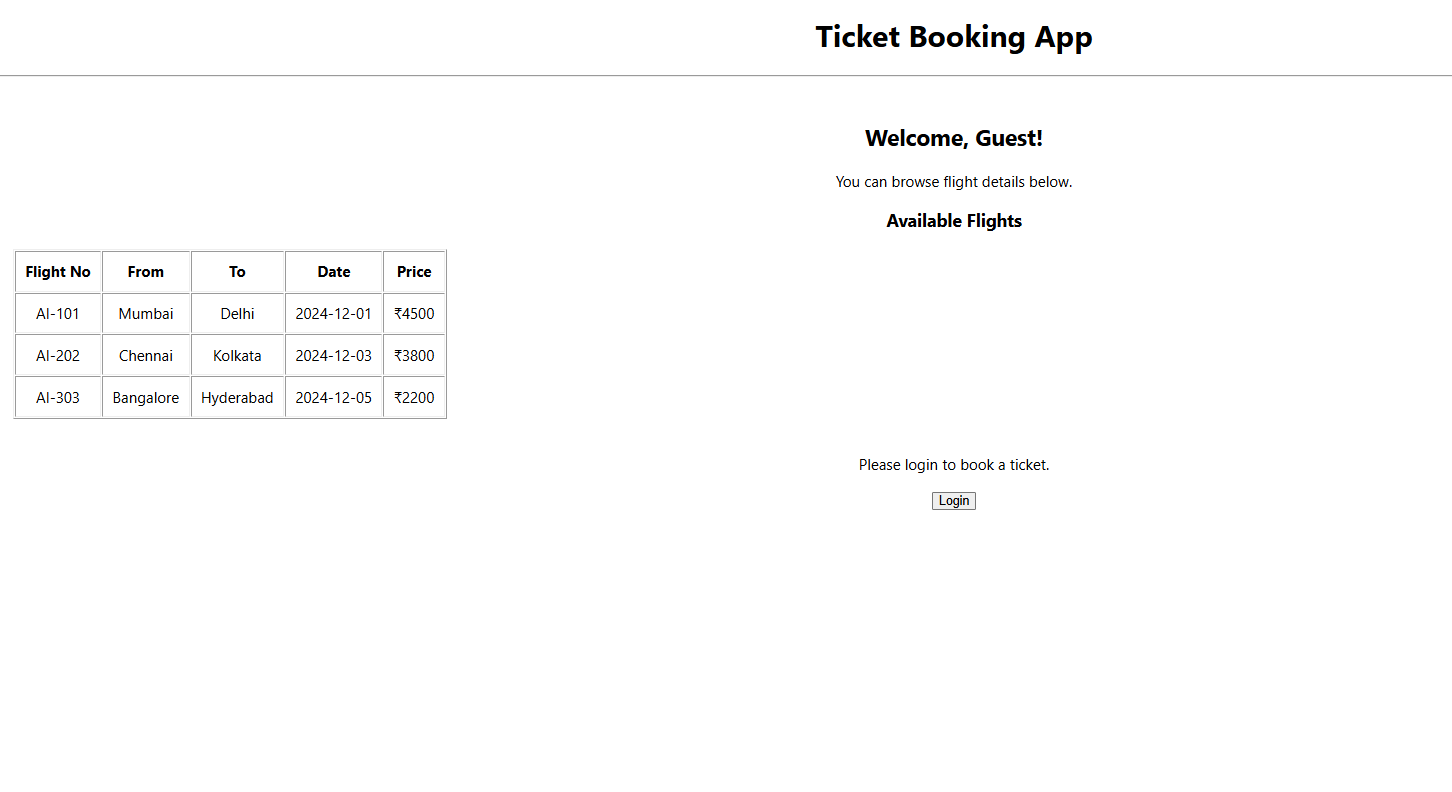 Ticket Booking App
Welcome, Guest!
You can browse flight details below.
Available Flights
Flight No From To Date Price
AI-101 Mumbai Delhi 2024-12-01 ₹4500
AI-202 Chennai Kolkata 2024-12-03 ₹3800
AI-303 Bangalore Hyderabad 2024-12-05 ₹2200
Please login to book a ticket.
Login